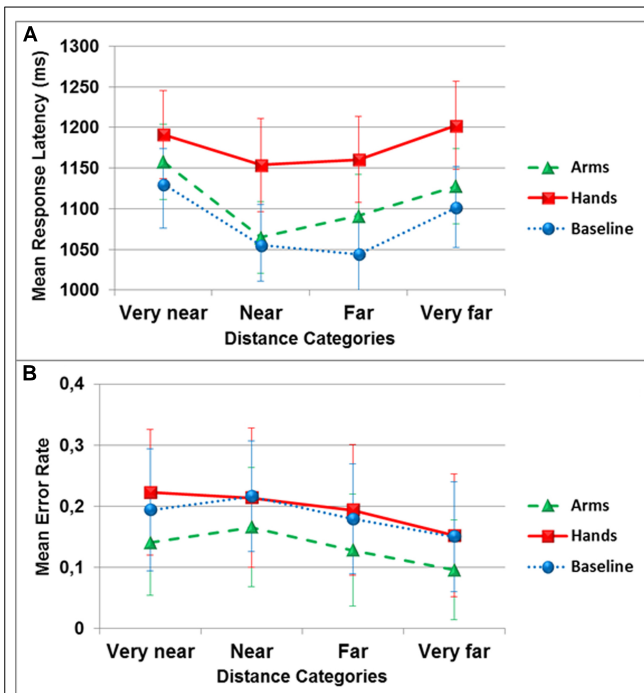 A
1300
1250
1200
1150
1100
1050
1000
Mean Response Latency (ms)
Very near Near Far Very far
Distance Categories
Arms
Hands
Baseline
B
0,4
0,3
0,2
0,1
0
Mean Error Rate
Very near Near Far Very far
Distance Categories
Arms
Hands
Baseline